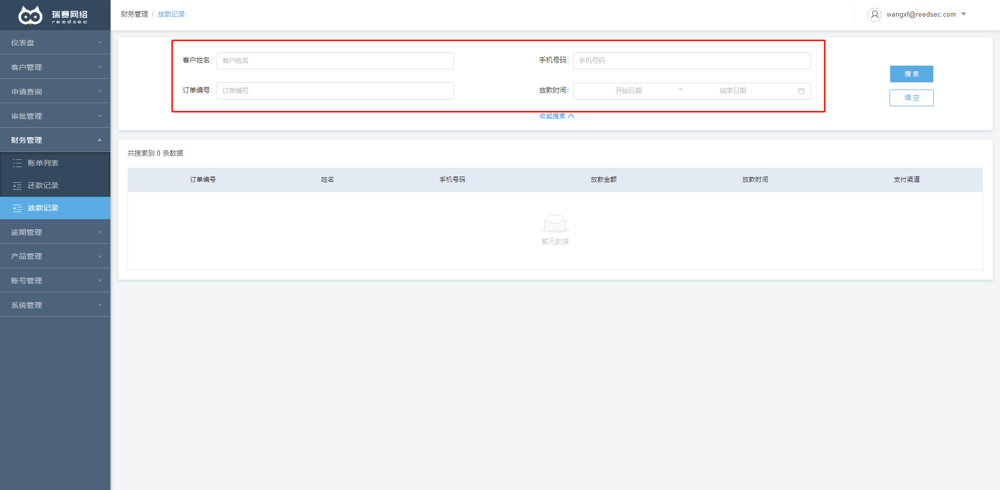 瑞赛网络
reedsec
财务管理 / 放款记录
wangxf@reedsec.com
仪表盘
客户管理
申请查询
审批管理
财务管理
账单列表
还款记录
放款记录
逾期管理
产品管理
账号管理
系统管理
客户姓名: 客户姓名
手机号码: 手机号码
订单编号: 订单编号
放款时间: 开始日期 ~ 结束日期
搜 索
清 空
收起搜索
共搜索到 0 条数据
订单编号 姓名 手机号码 放款金额 放款时间 支付渠道
暂无数据